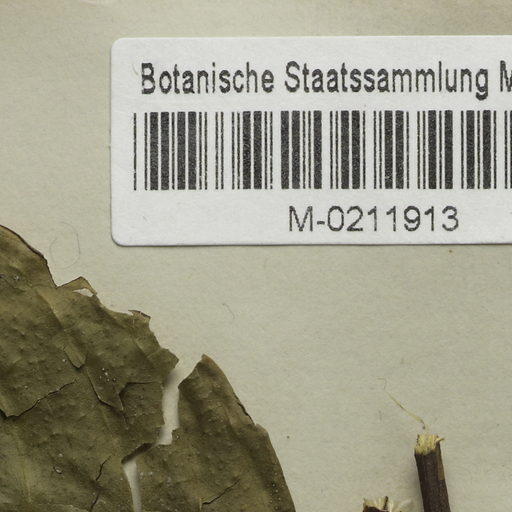 Botanische Staatssammlung M
M-0211913